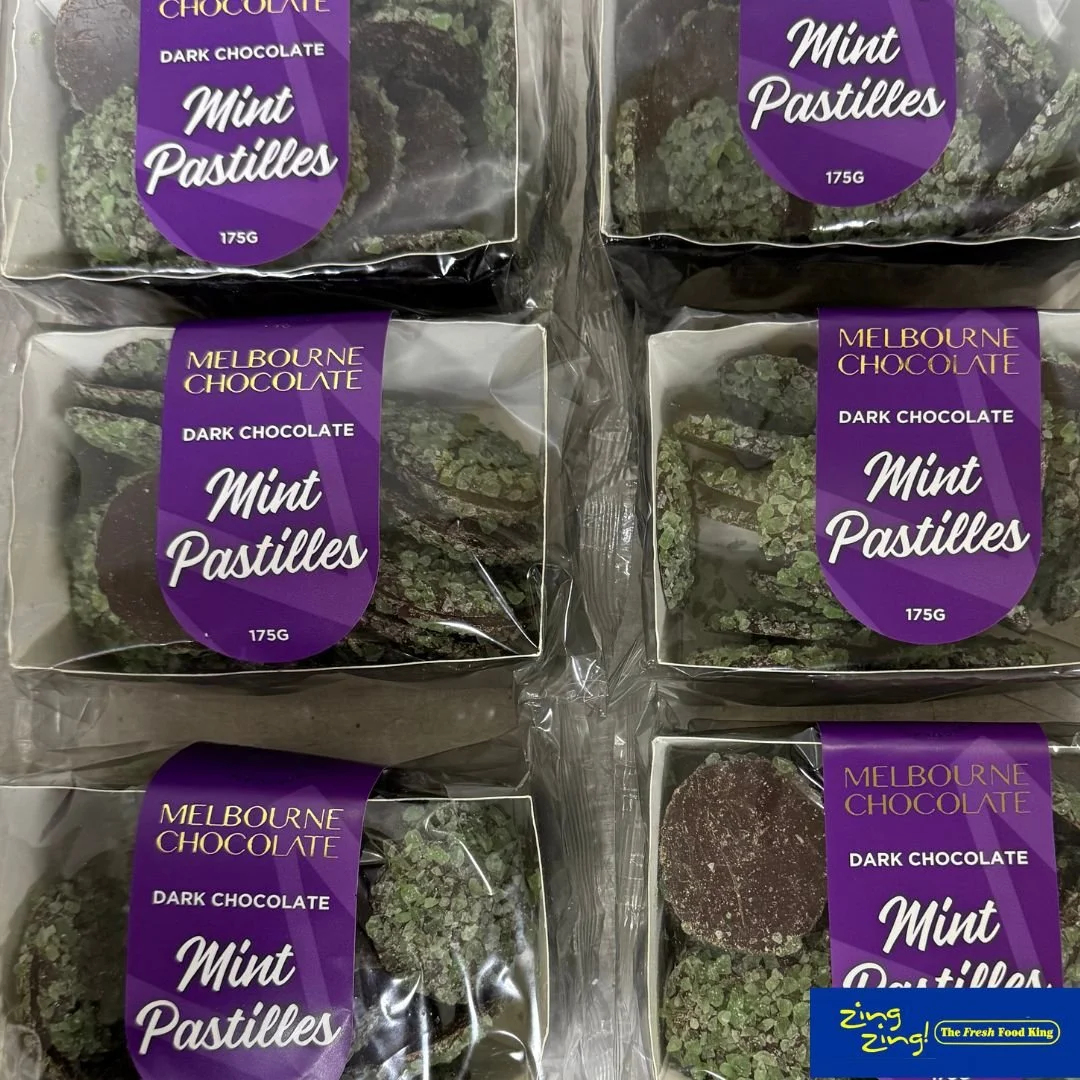 CHOCOLATE
DARK CHOCOLATE
Mint
Pastilles
175G
Mint
Pastilles
175G
MELBOURNE
CHOCOLATE
DARK CHOCOLATE
Mint
Pastilles
175G
MELBOURNE
CHOCOLATE
DARK CHOCOLATE
Mint
Pastilles
175G
MELBOURNE
CHOCOLATE
DARK CHOCOLATE
Mint
Pastilles
MELBOURNE
CHOCOLATE
DARK CHOCOLATE
Mint
Pastilles
zing
zing!
The Fresh Food King